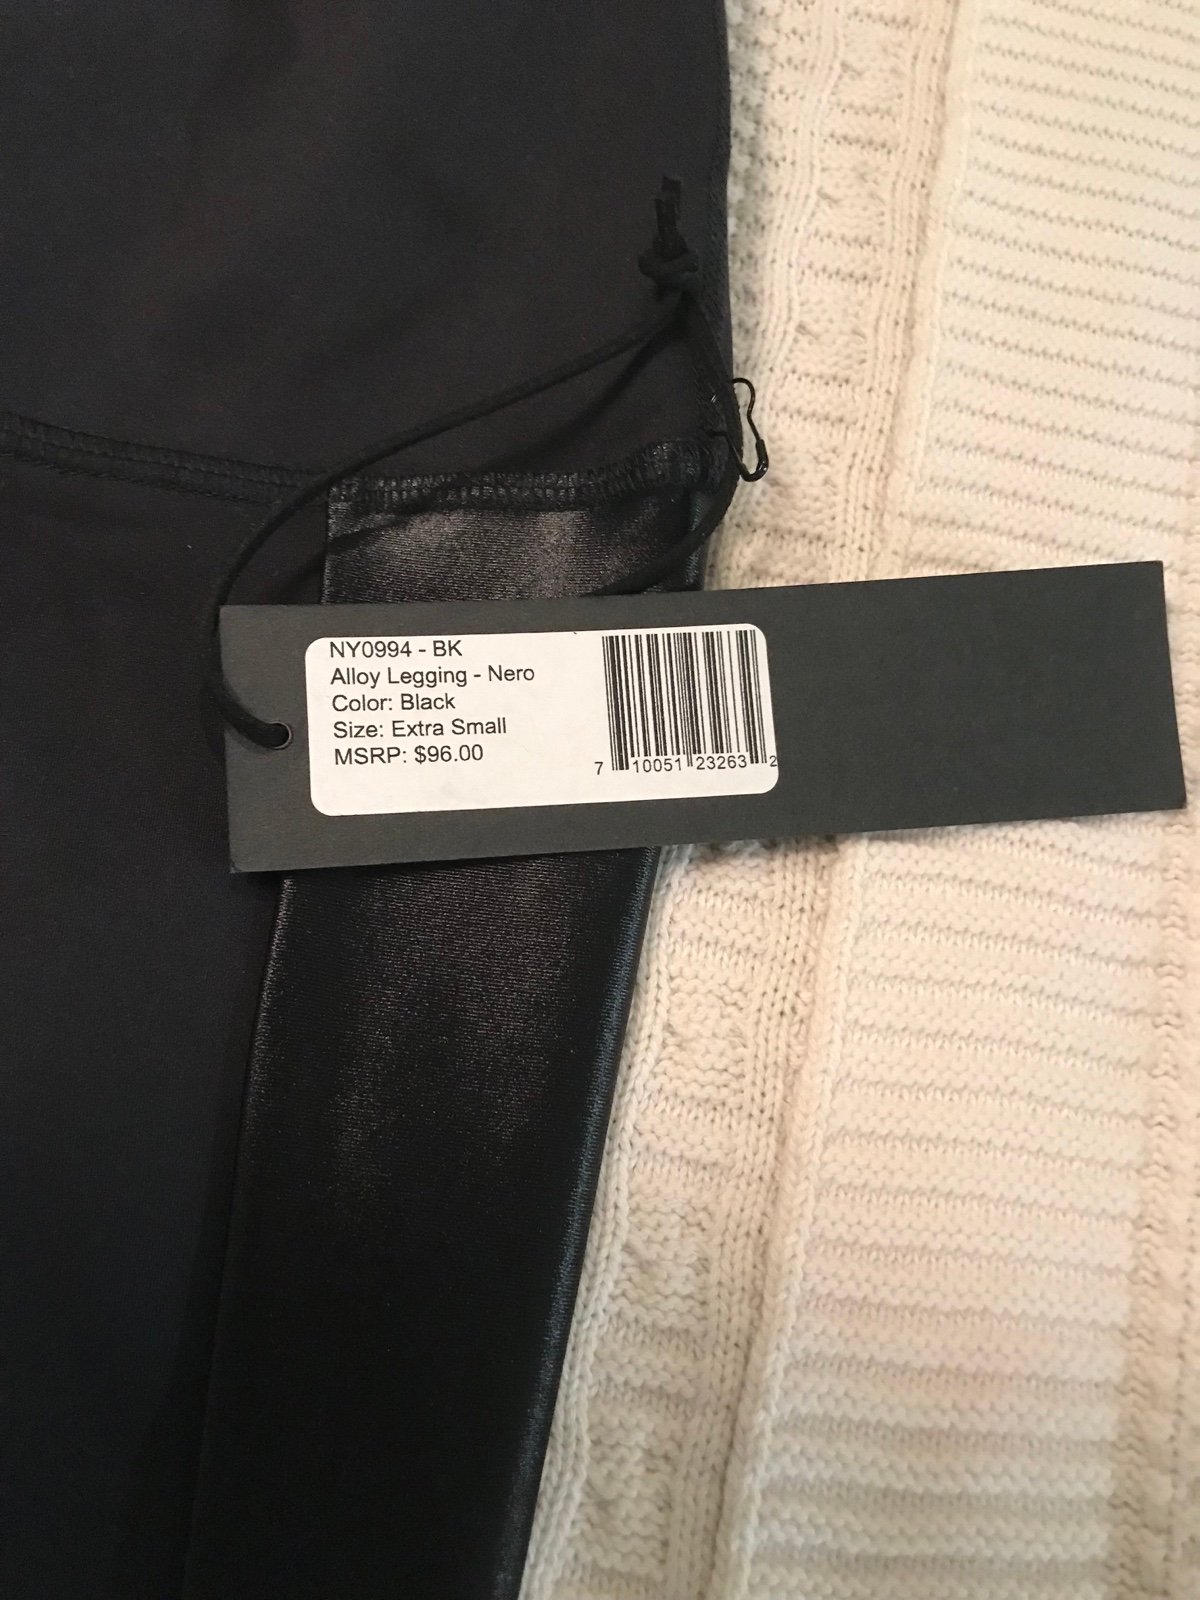 NY0994 - BK
Alloy Legging - Nero
Color: Black
Size: Extra Small
MSRP: $96.00
7 10051 23263 2